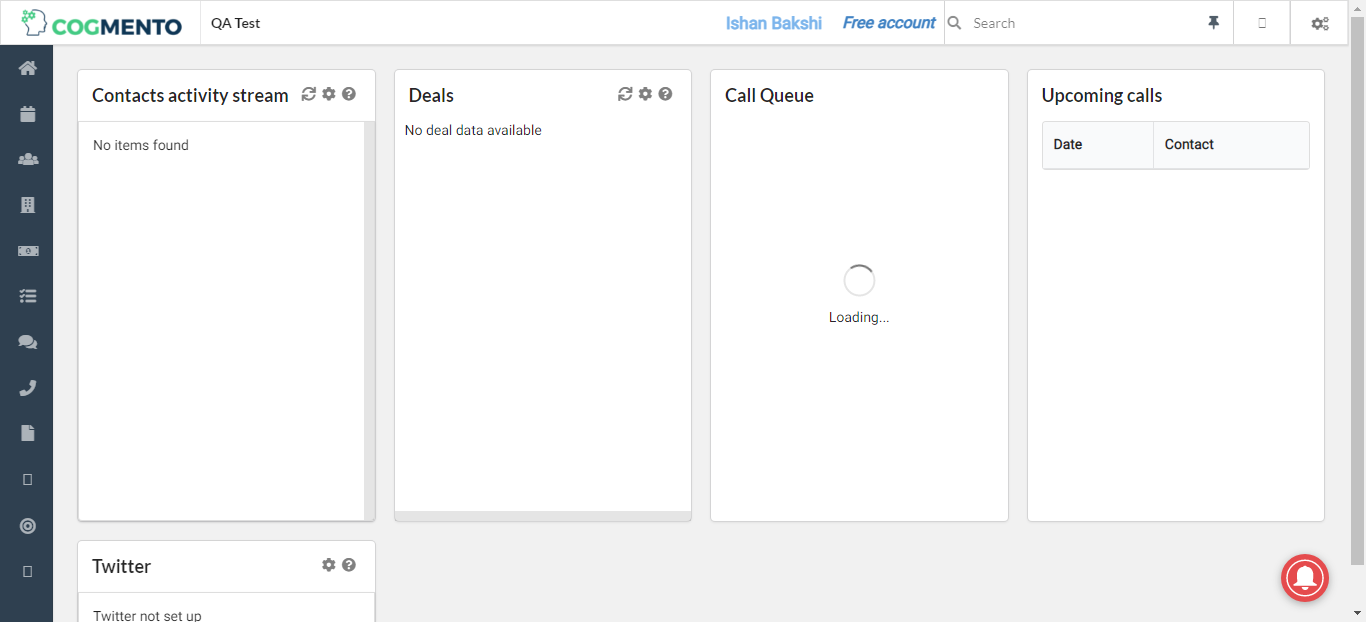 COGMENTO
QA Test
Ishan Bakshi
Free account
Search
Contacts activity stream
No items found
Deals
No deal data available
Call Queue
Loading...
Upcoming calls
Date
Contact
Twitter
Twitter not set up